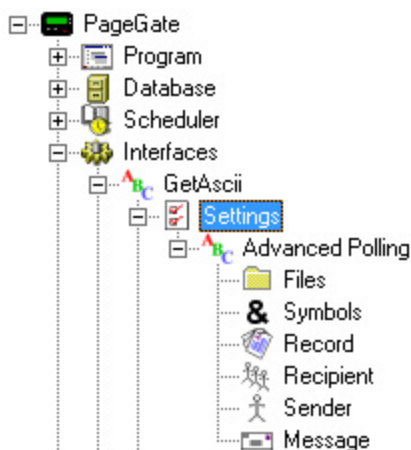 PageGate
Program
Database
Scheduler
Interfaces
GetAscii
Settings
Advanced Polling
Files
& Symbols
Record
Recipient
Sender
Message